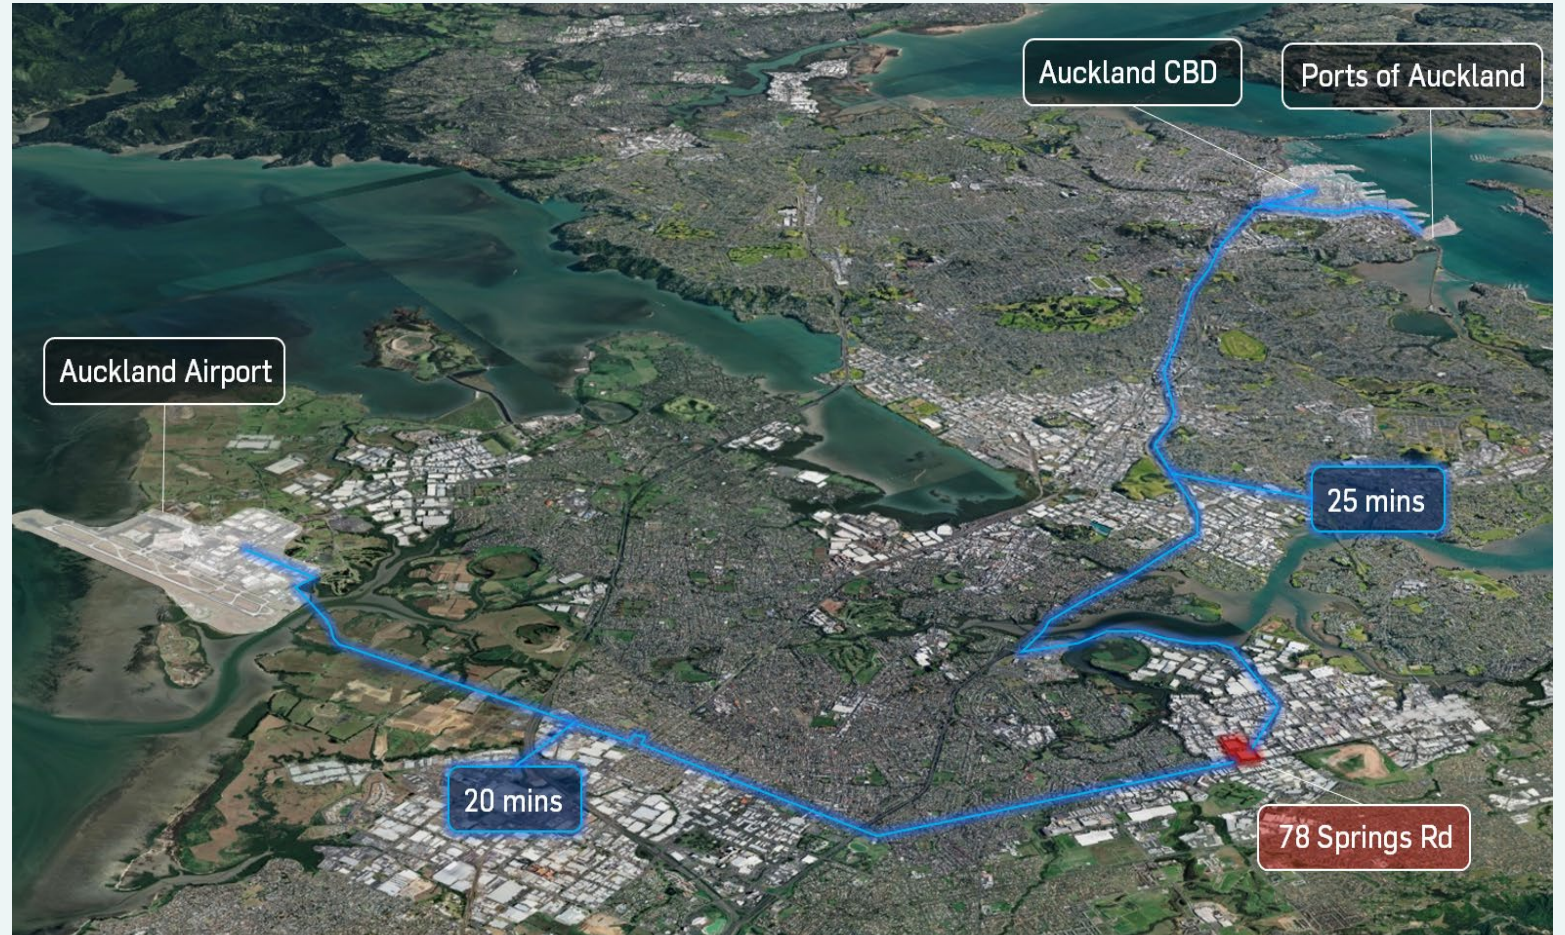 Auckland CBD
Ports of Auckland
Auckland Airport
25 mins
20 mins
78 Springs Rd